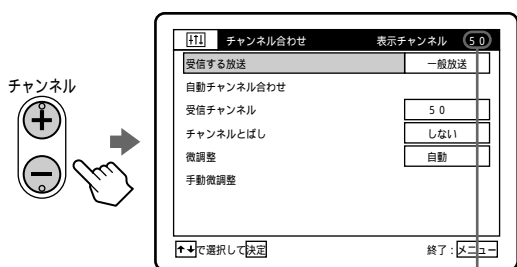 チャンネル
チャンネル合わせ 表示チャンネル 50
受信する放送 一般放送
自動チャンネル合わせ
受信チャンネル 50
チャンネルとばし しない
微調整 自動
手動微調整
で選択して決定 終了:メニュー